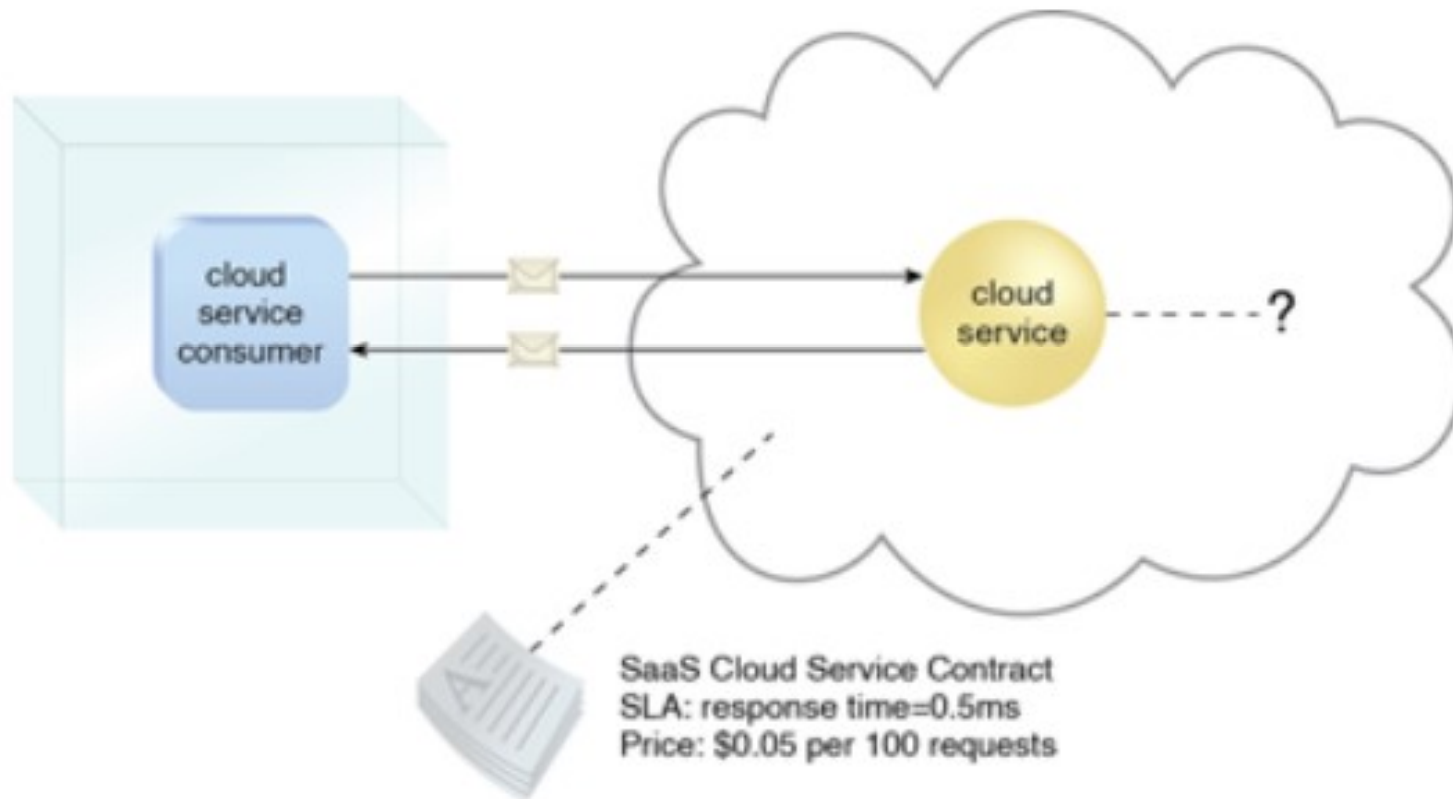 cloud
service
consumer
cloud
service
?
A
SaaS Cloud Service Contract
SLA: response time=0.5ms
Price: $0.05 per 100 requests